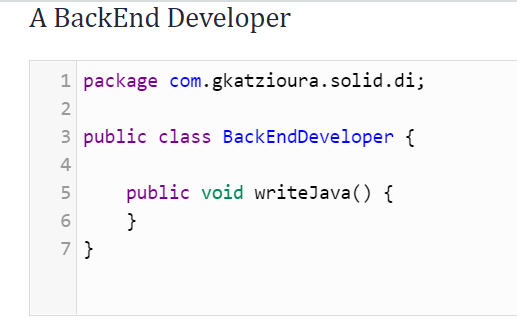 A BackEnd Developer
1 package com.gkatzioura.solid.di;
2
3 public class BackEndDeveloper {
4
5     public void writeJava() {
6     }
7 }